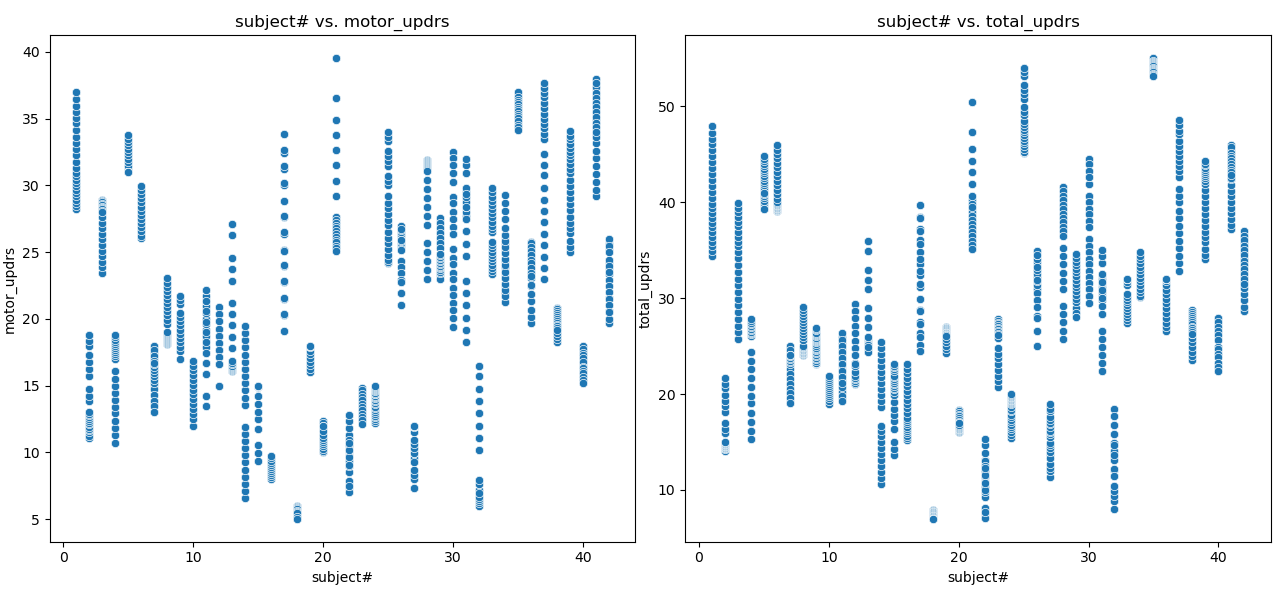 subject# vs. motor_updrs
40
35
30
25
20
15
10
5
motor_updrs
0 10 20 30 40
subject#
subject# vs. total_updrs
50
40
30
20
10
total_updrs
0 10 20 30 40
subject#